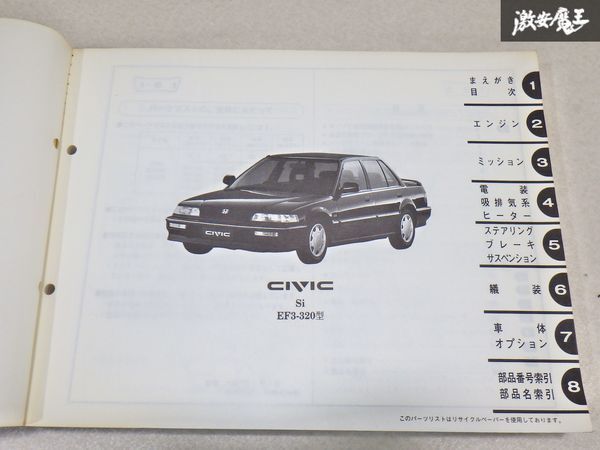 激安魔王
まえがき
目次
1
エンジン
2
ミッション
3
電装
吸排気系
ヒーター
4
ステアリング
ブレーキ
サスペンション
5
艤装
6
車体
オプション
7
部品番号索引
部品名索引
8
CIVIC
CIVIC
Si
EF3-320型
このパーツリストはリサイクルペーパーを使用しております。